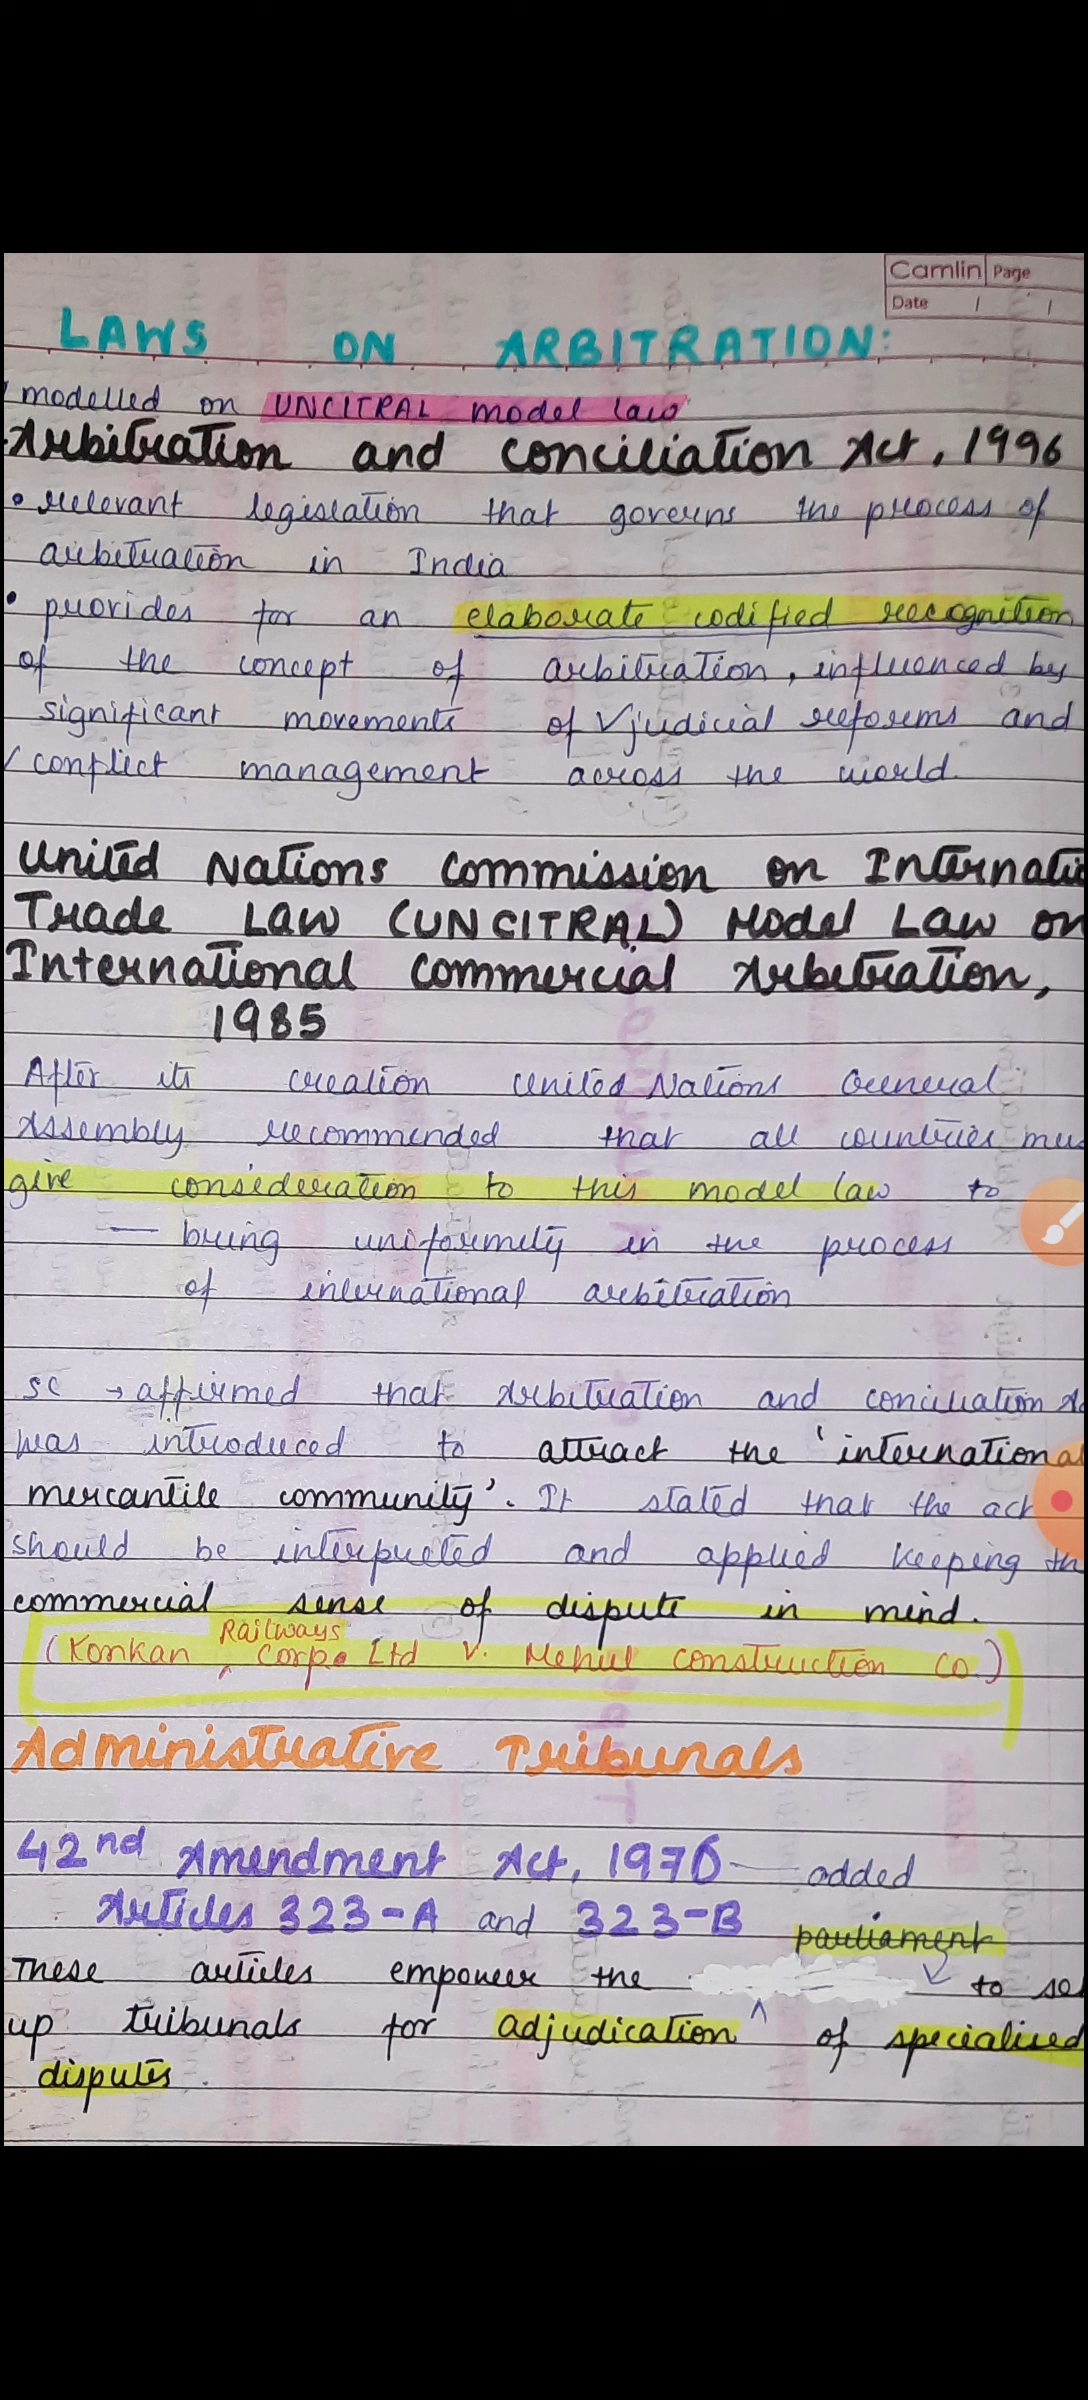 Camlin Page
Date / /
LAWS ON ARBITRATION:
modelled on UNCITRAL model law
Arbitration and conciliation Act, 1996
• relevant legislation that governs the process of
arbitration in India
• provides for an elaborate codified recognition
of the concept of arbitration, influenced by
significant movements of judicial reforms and
conflict management across the world.
United Nations Commission on Internatio
Trade Law (UNCITRAL) Model Law on
International commercial Arbitration,
1985
After its creation United Nations General
Assembly recommended that all countries mus
give consideration to this model law to
— bring uniformity in the process
of international arbitration
SC → affirmed that Arbitration and conciliation A
was introduced to attract the 'international
mercantile community'. It stated that the act
should be interpreted and applied keeping th
commercial sense of dispute in mind.
Railways
(Konkan ^ Corp. Ltd v. Mehul construction co.)
Administrative Tribunals
42nd Amendment Act, 1976 — added
Articles 323-A and 323-B
parliament
These articles empower the to se
up tribunals for adjudication ^ of specialised
disputes.